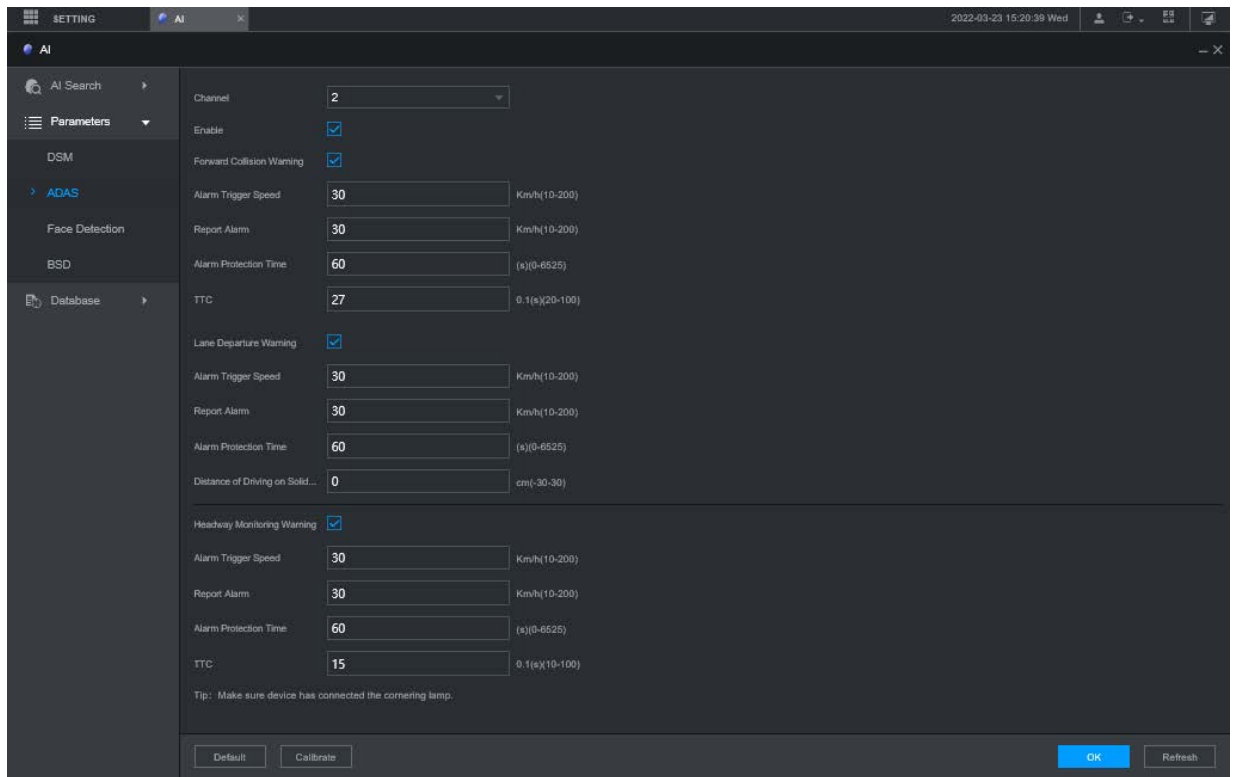 SETTING
AI
2022-03-23 15:20:39 Wed
AI
AI Search
Parameters
DSM
ADAS
Face Detection
BSD
Database
Channel 2
Enable
Forward Collision Warning
Alarm Trigger Speed 30 Km/h(10-200)
Report Alarm 30 Km/h(10-200)
Alarm Protection Time 60 (s)(0-6525)
TTC 27 0.1(s)(20-100)
Lane Departure Warning
Alarm Trigger Speed 30 Km/h(10-200)
Report Alarm 30 Km/h(10-200)
Alarm Protection Time 60 (s)(0-6525)
Distance of Driving on Solid... 0 cm(-30-30)
Headway Monitoring Warning
Alarm Trigger Speed 30 Km/h(10-200)
Report Alarm 30 Km/h(10-200)
Alarm Protection Time 60 (s)(0-6525)
TTC 15 0.1(s)(10-100)
Tip: Make sure device has connected the cornering lamp.
Default Calibrate OK Refresh